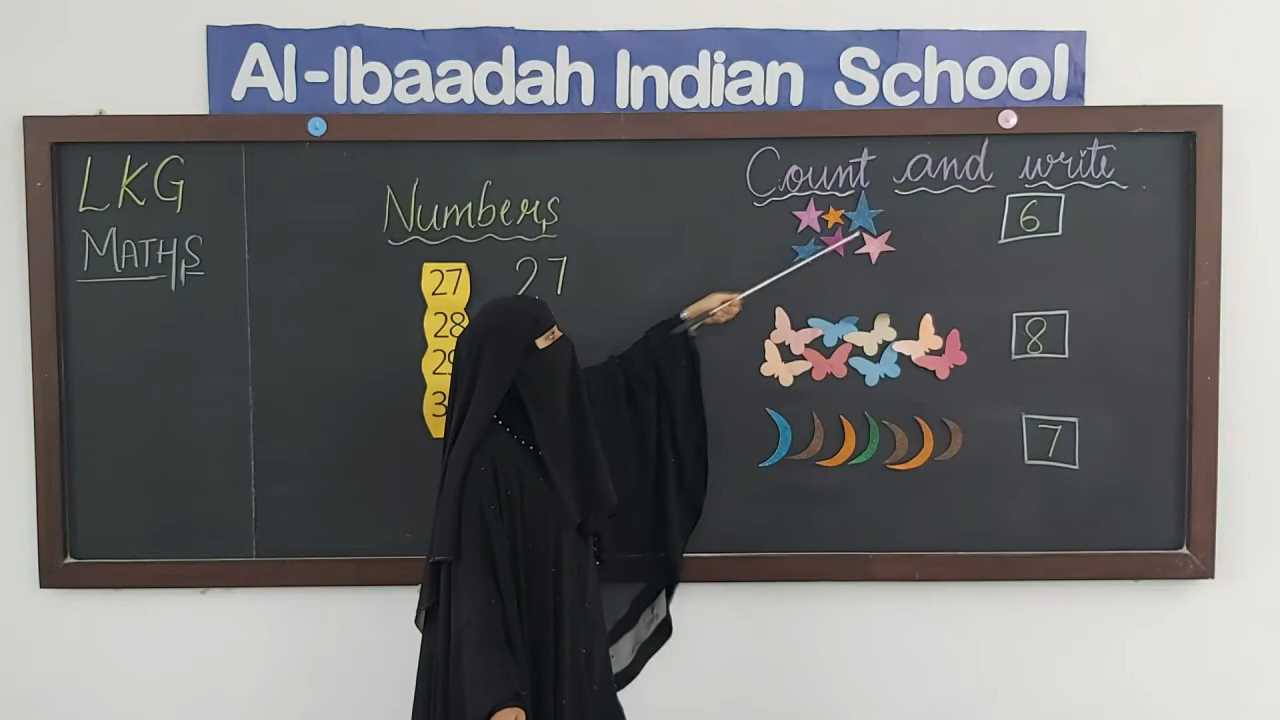 Al-Ibaadah Indian School
LKG
MATHS
Numbers
27 27
28
Count and write
6
8
7